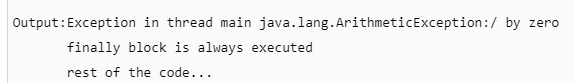 Output:Exception in thread main java.lang.ArithmeticException:/ by zero
finally block is always executed
rest of the code...